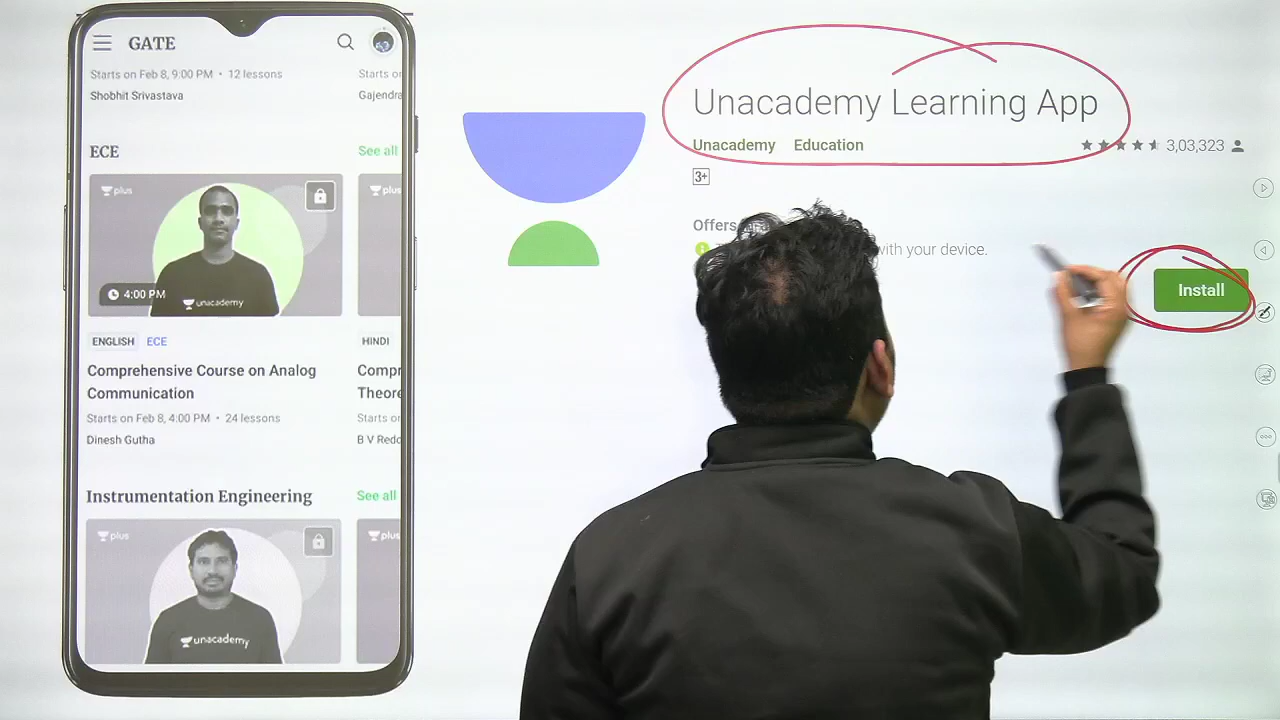 GATE
Starts on Feb 8, 9:00 PM • 12 lessons
Starts on
Shobhit Srivastava
Gajendra
ECE
See all
plus
plus
unacademy
4:00 PM
ENGLISH ECE
HINDI
Comprehensive Course on Analog
Communication
Compr
Theore
Starts on Feb 8, 4:00 PM • 24 lessons
Starts or
Dinesh Gutha
B V Redd
Instrumentation Engineering
See all
plus
plus
unacademy
Unacademy Learning App
Unacademy Education
3,03,323
3+
Offers
with your device.
Install